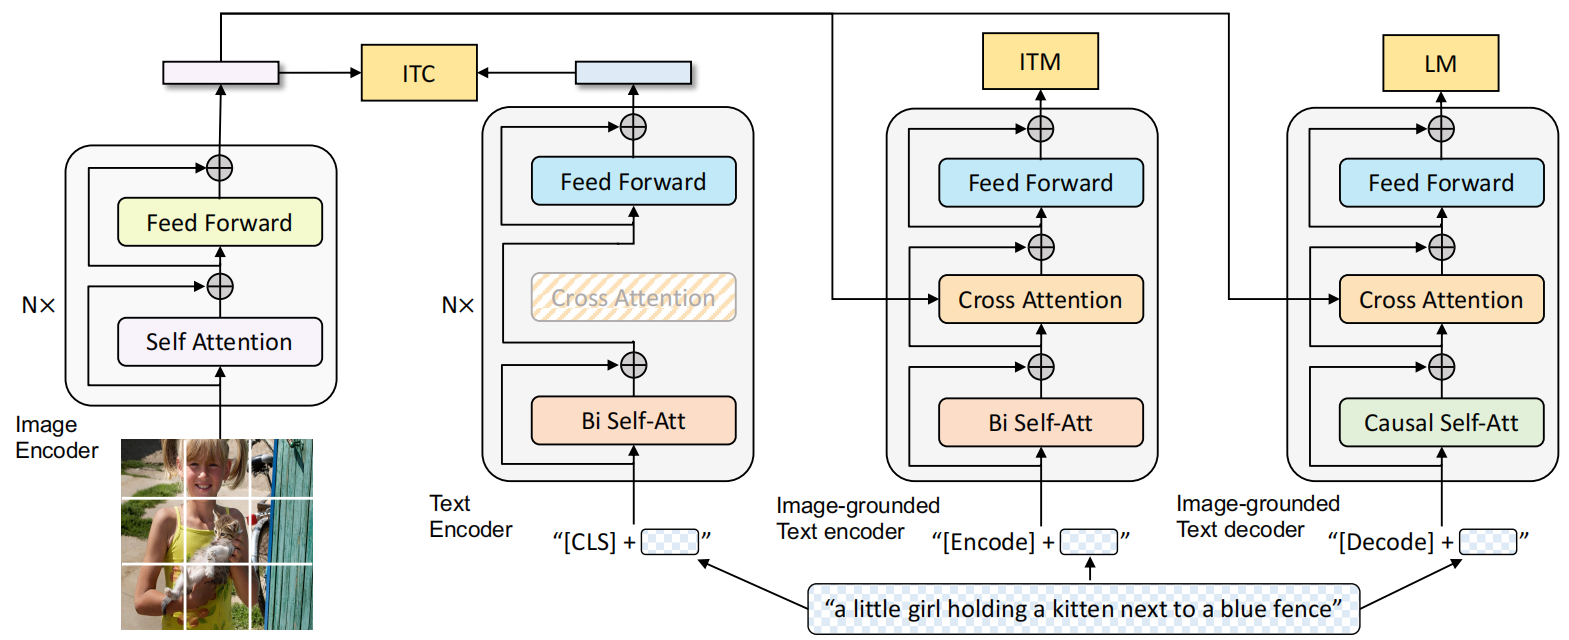 ITC
ITM
LM
Feed Forward
Self Attention
N×
Image
Encoder
Feed Forward
Cross Attention
Bi Self-Att
N×
Text
Encoder
"[CLS] + "
Feed Forward
Cross Attention
Bi Self-Att
Image-grounded
Text encoder
"[Encode] + "
Feed Forward
Cross Attention
Causal Self-Att
Image-grounded
Text decoder
"[Decode] + "
"a little girl holding a kitten next to a blue fence"